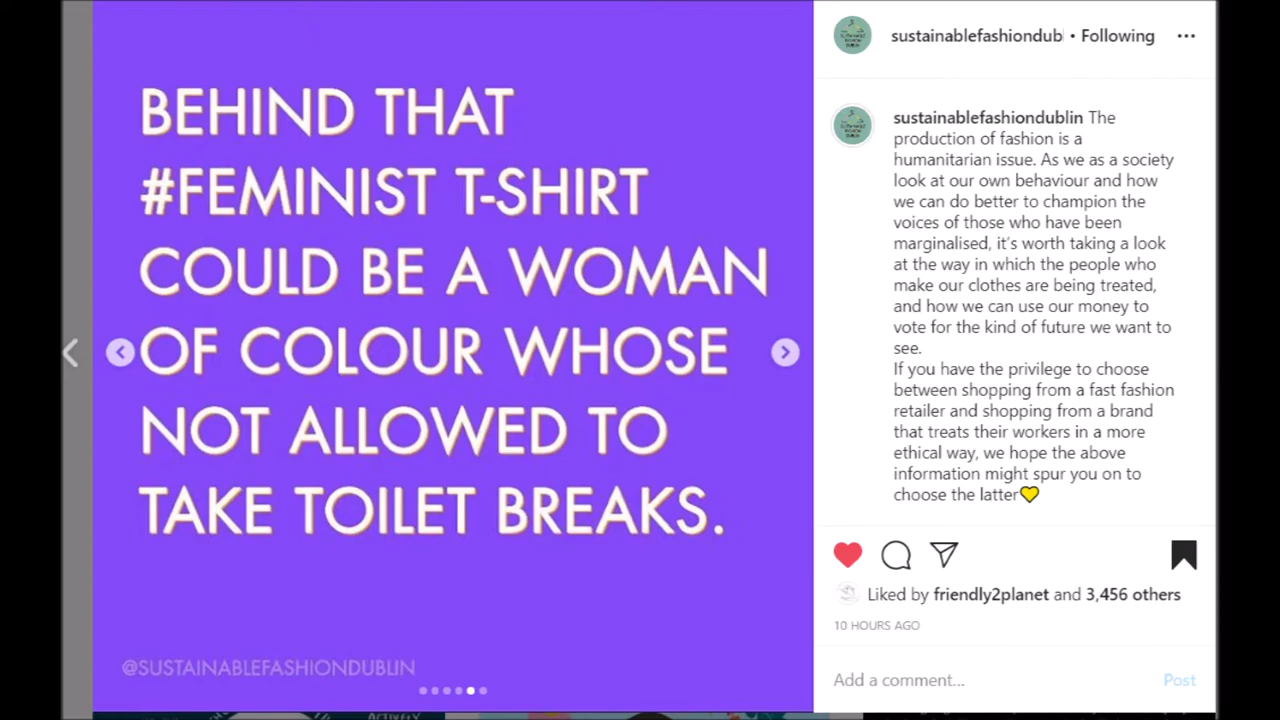 BEHIND THAT
#FEMINIST T-SHIRT
COULD BE A WOMAN
OF COLOUR WHOSE
NOT ALLOWED TO
TAKE TOILET BREAKS.
@SUSTAINABLEFASHIONDUBLIN
sustainablefashiondubl • Following
sustainablefashiondublin The
production of fashion is a
humanitarian issue. As we as a society
look at our own behaviour and how
we can do better to champion the
voices of those who have been
marginalised, it's worth taking a look
at the way in which the people who
make our clothes are being treated,
and how we can use our money to
vote for the kind of future we want to
see.
If you have the privilege to choose
between shopping from a fast fashion
retailer and shopping from a brand
that treats their workers in a more
ethical way, we hope the above
information might spur you on to
choose the latter💛
Liked by friendly2planet and 3,456 others
10 HOURS AGO
Add a comment... Post